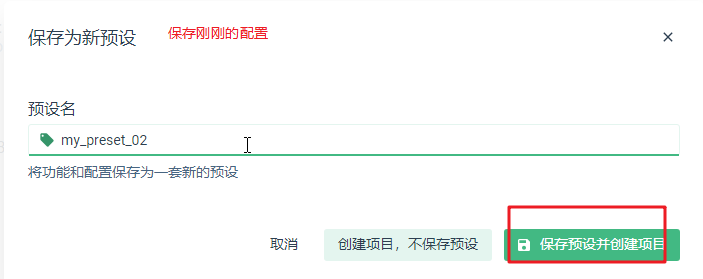 保存为新预设 保存刚刚的配置
预设名
my_preset_02
将功能和配置保存为一套新的预设
取消 创建项目，不保存预设 保存预设并创建项目